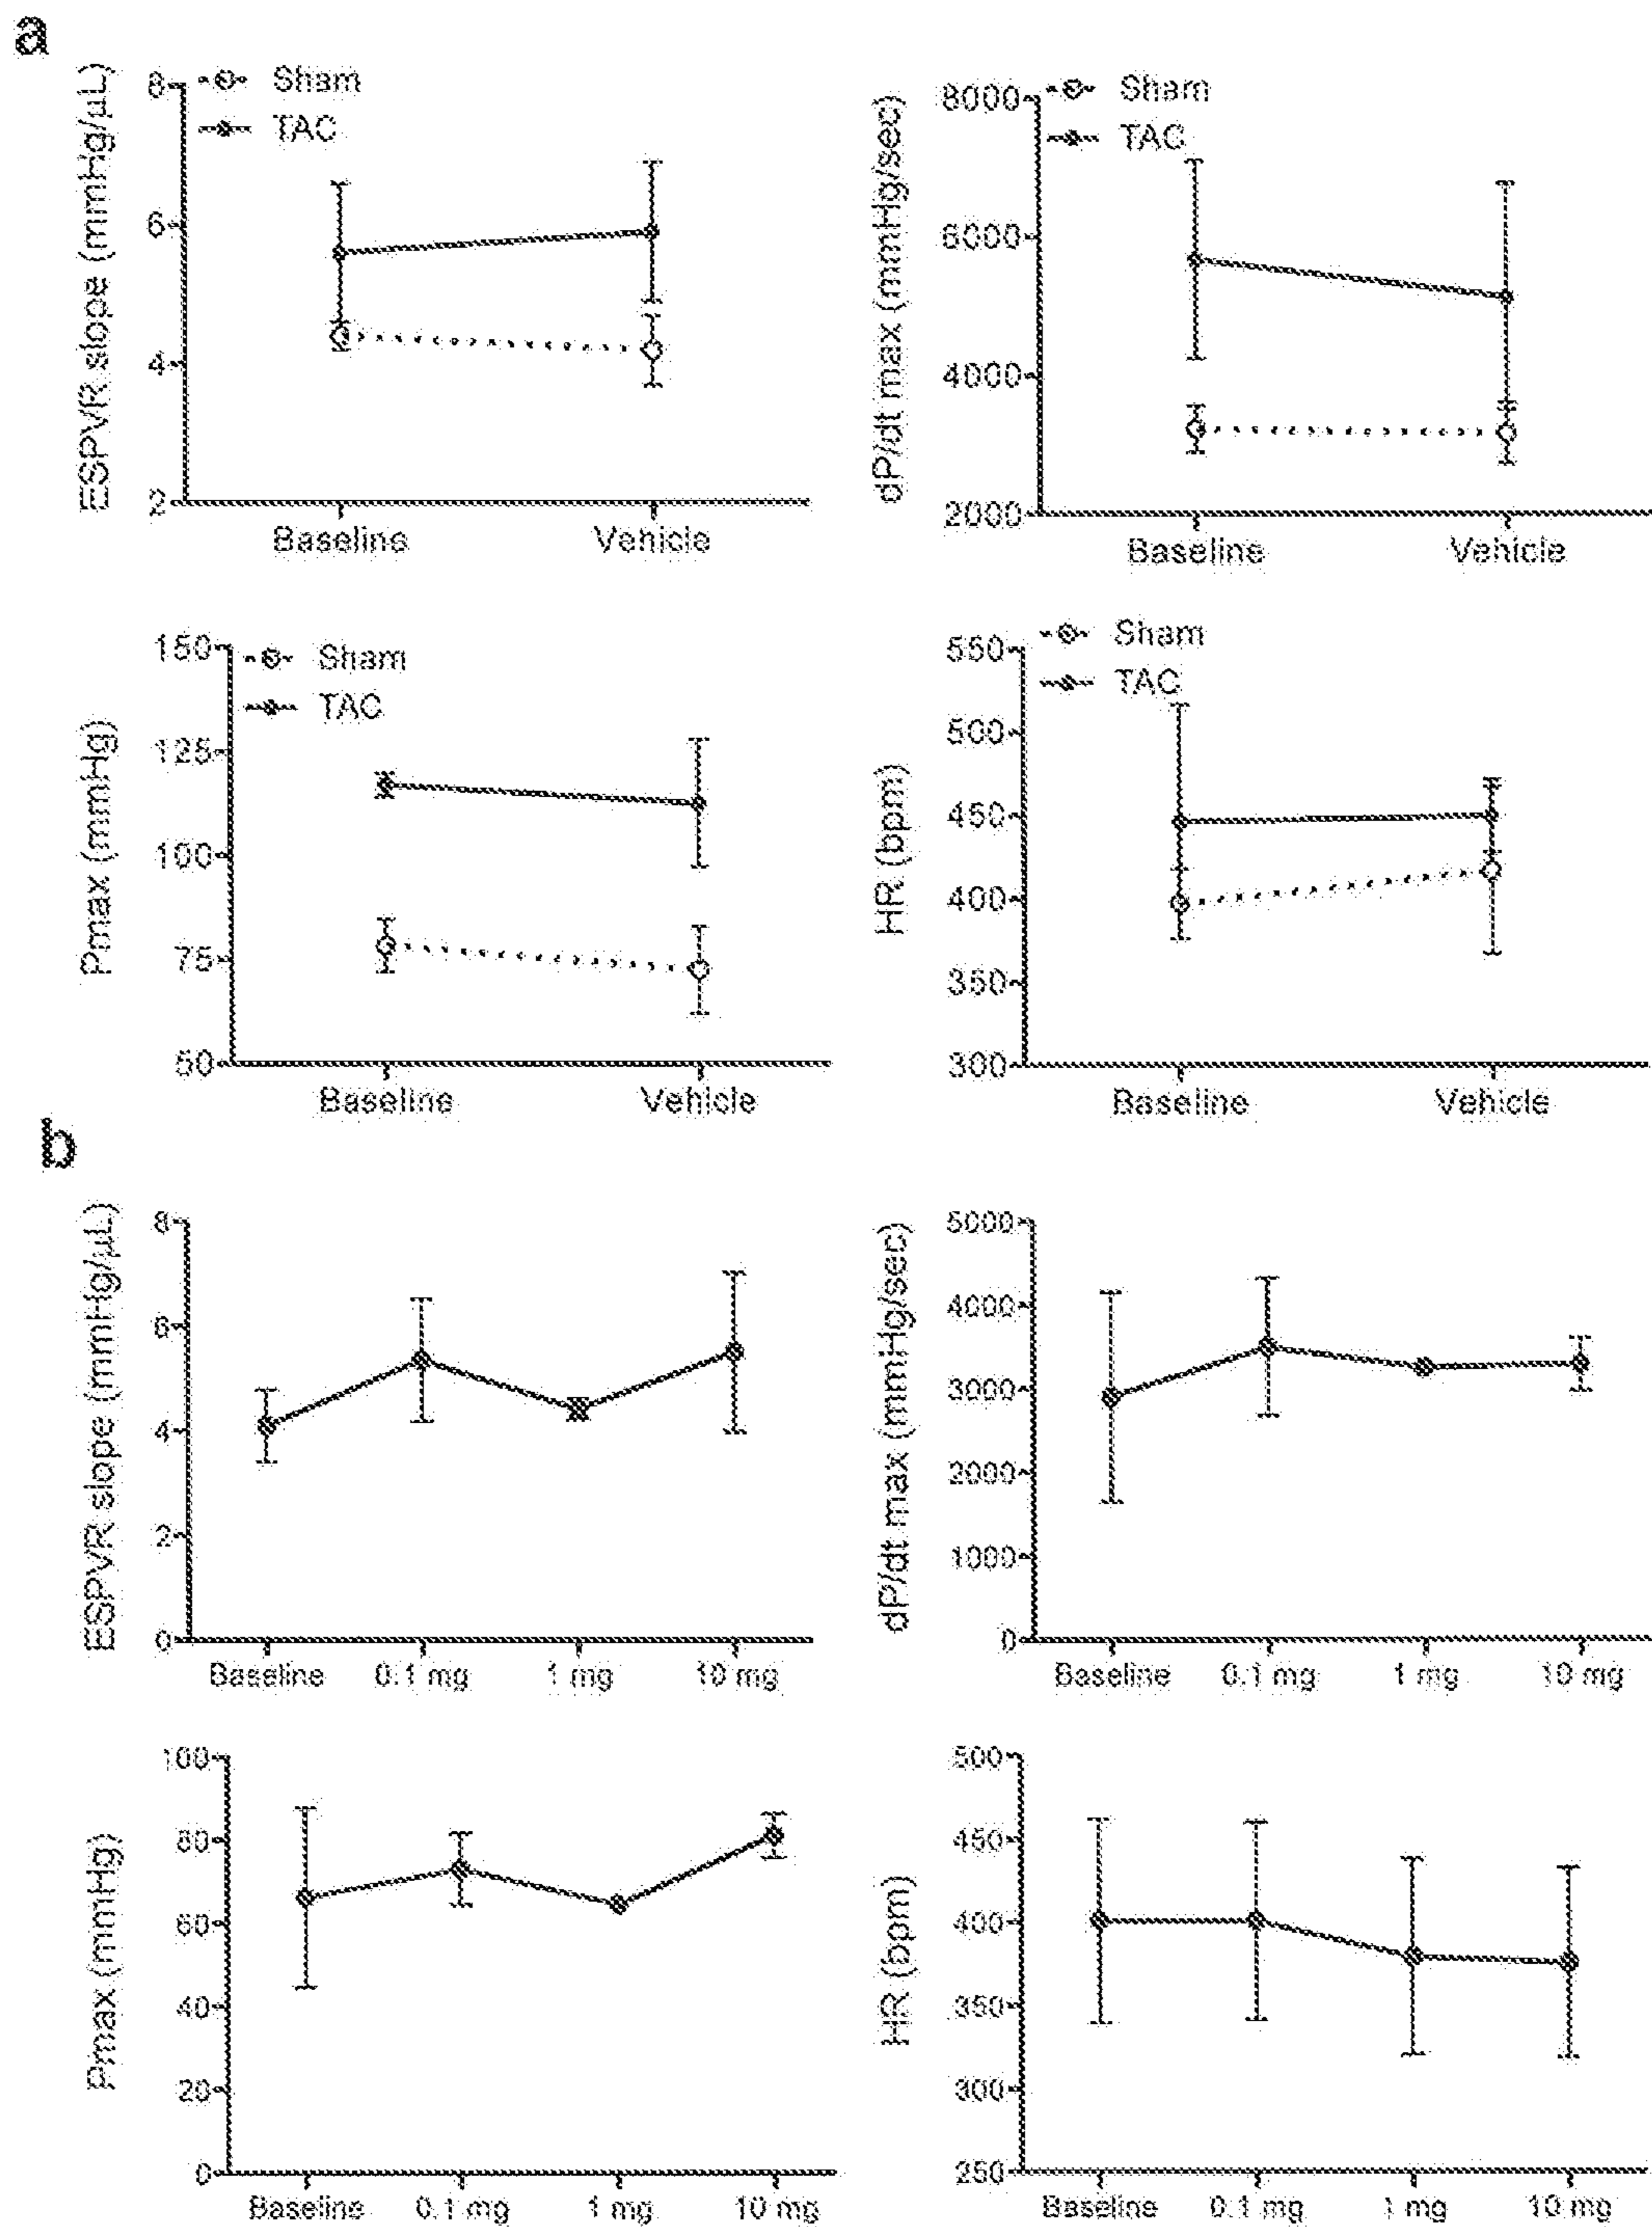 a
ESPVR slope (mmHg/µL)
8
6
4
2
Sham
TAC
Baseline
Vehicle
dP/dt max (mmHg/sec)
8000
6000
4000
2000
Sham
TAC
Baseline
Vehicle
Pmax (mmHg)
150
125
100
75
50
Sham
TAC
Baseline
Vehicle
HR (bpm)
550
500
450
400
350
300
Sham
TAC
Baseline
Vehicle
b
ESPVR slope (mmHg/µL)
8
6
4
2
0
Baseline
0.1 mg
1 mg
10 mg
dP/dt max (mmHg/sec)
5000
4000
3000
2000
1000
0
Baseline
0.1 mg
1 mg
10 mg
Pmax (mmHg)
100
80
60
40
20
0
Baseline
0.1 mg
1 mg
10 mg
HR (bpm)
500
450
400
350
300
250
Baseline
0.1 mg
1 mg
10 mg